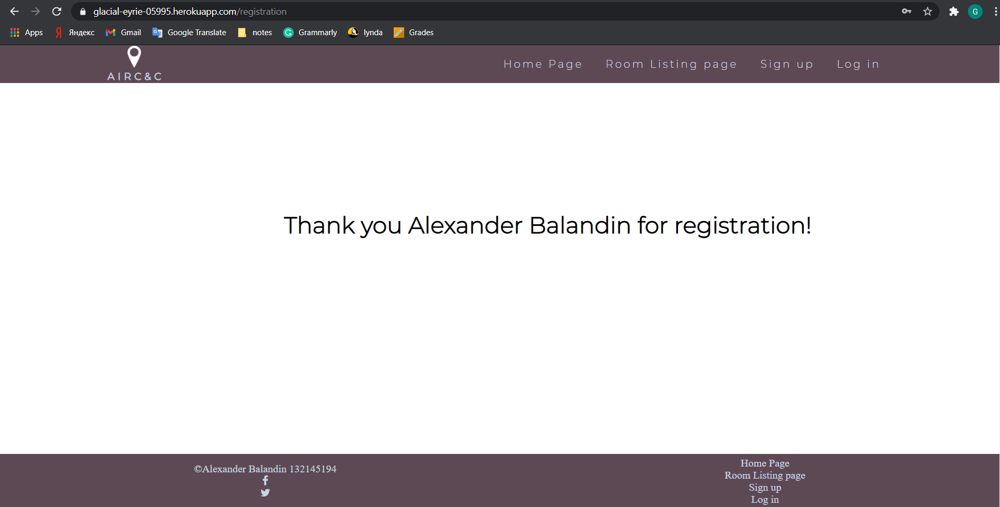 glacial-eyrie-05995.herokuapp.com/registration
G
Apps Яндекс Gmail Google Translate notes Grammarly lynda Grades
AIRC&C
Home Page Room Listing page Sign up Log in
Thank you Alexander Balandin for registration!
©Alexander Balandin 132145194
Home Page
Room Listing page
Sign up
Log in